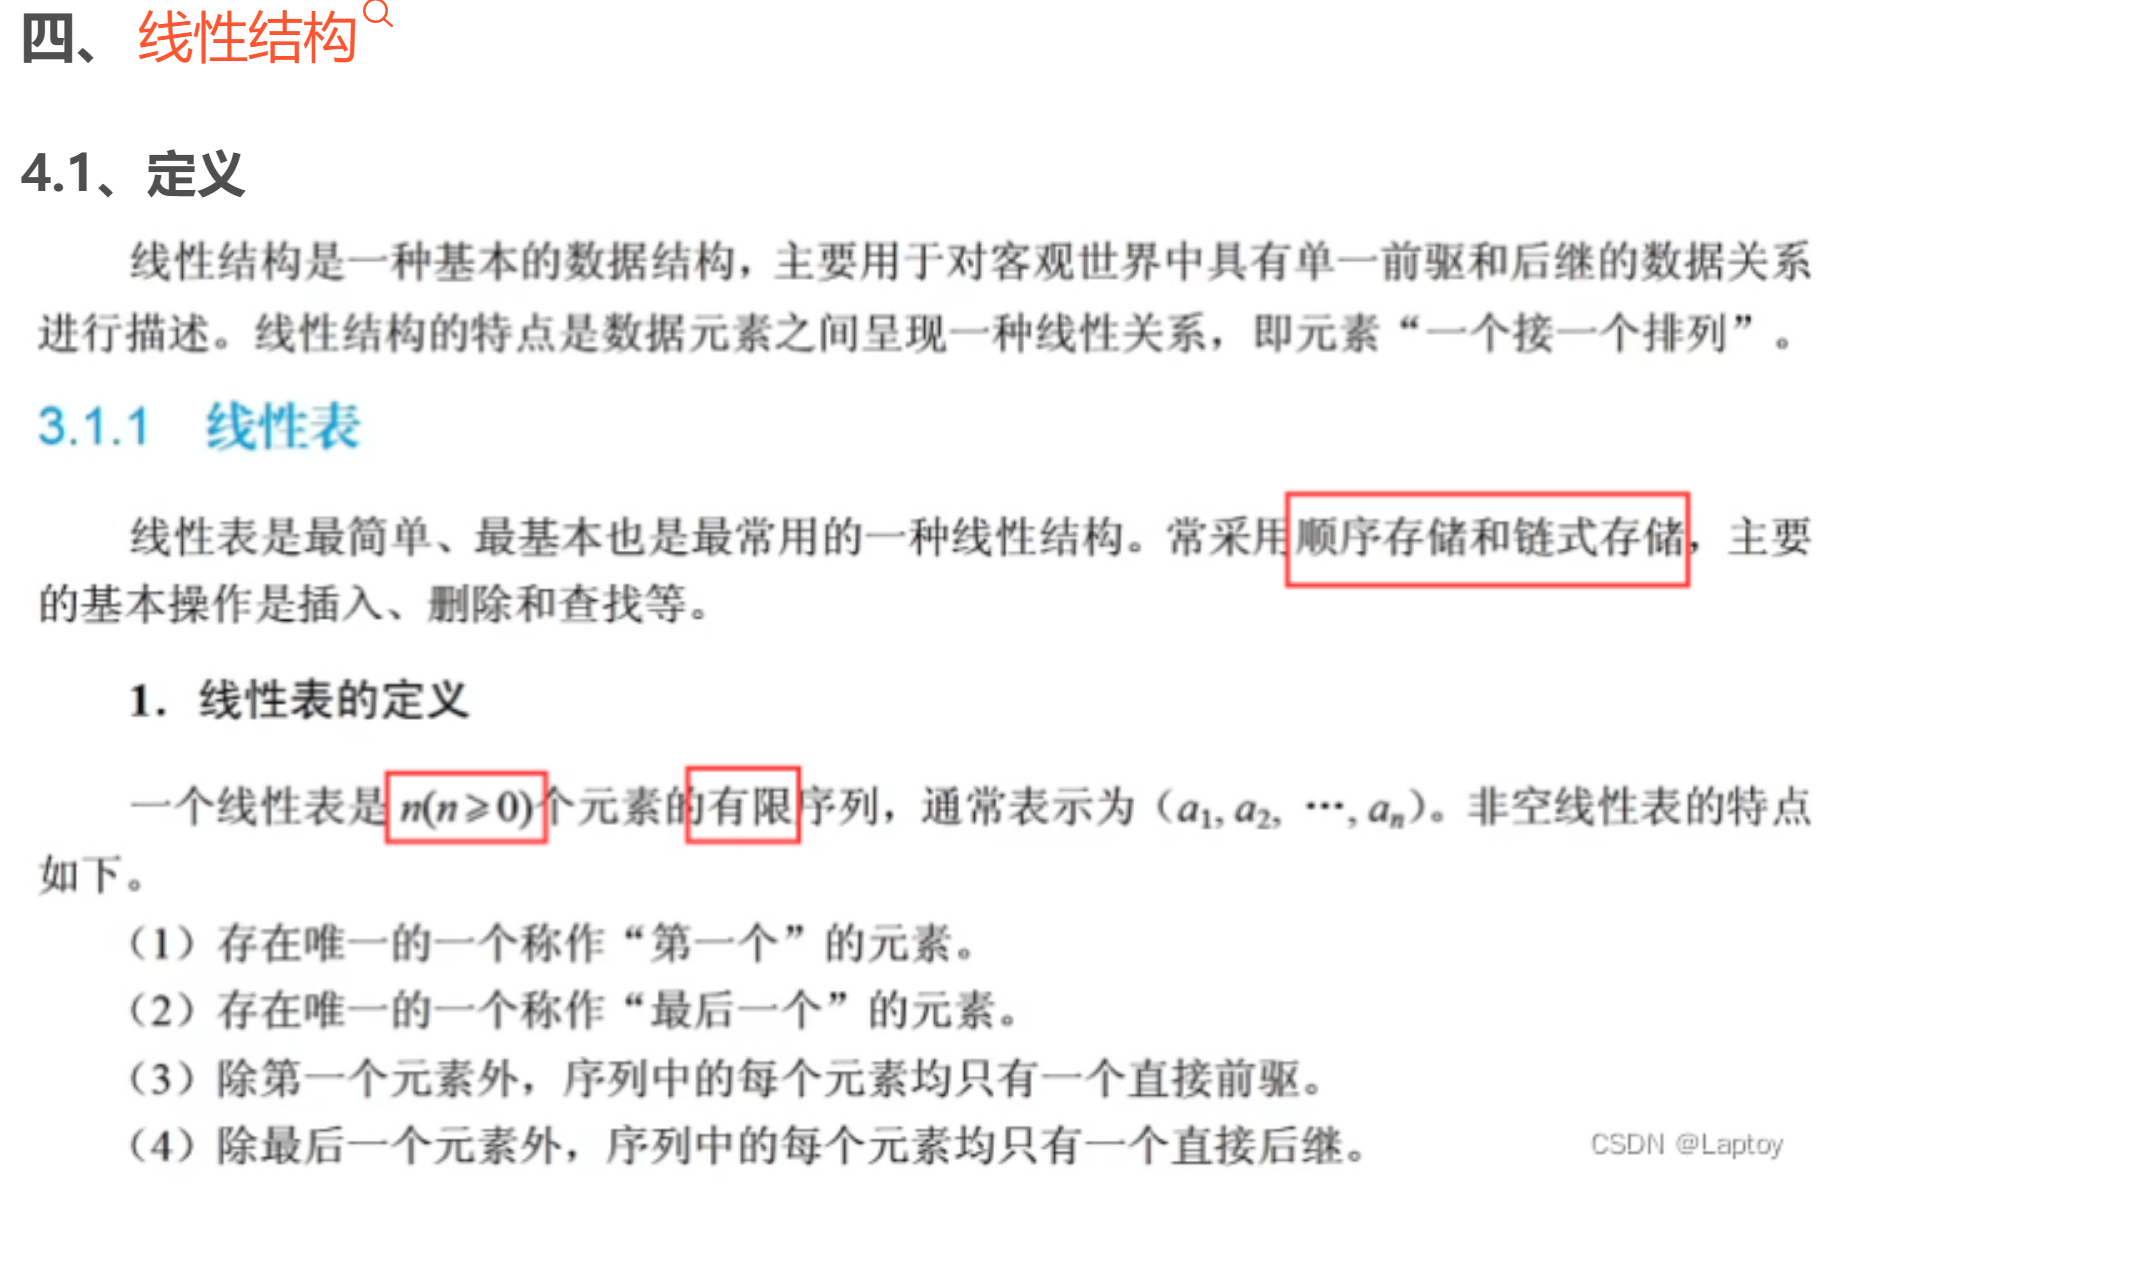 四、线性结构
4.1、定义
线性结构是一种基本的数据结构，主要用于对客观世界中具有单一前驱和后继的数据关系
进行描述。线性结构的特点是数据元素之间呈现一种线性关系，即元素“一个接一个排列”。
3.1.1 线性表
线性表是最简单、最基本也是最常用的一种线性结构。常采用顺序存储和链式存储，主要
的基本操作是插入、删除和查找等。
1. 线性表的定义
一个线性表是n(n≥0)个元素的有限序列，通常表示为（a₁, a₂, …, aₙ）。非空线性表的特点
如下。
（1）存在唯一的一个称作“第一个”的元素。
（2）存在唯一的一个称作“最后一个”的元素。
（3）除第一个元素外，序列中的每个元素均只有一个直接前驱。
（4）除最后一个元素外，序列中的每个元素均只有一个直接后继。
CSDN @Laptoy